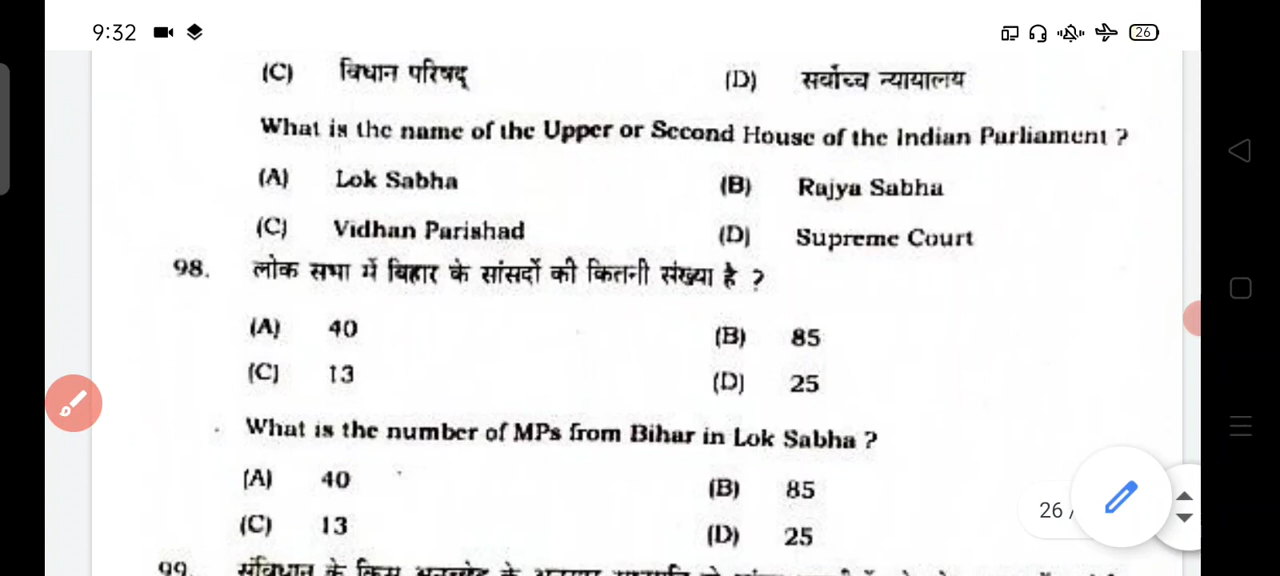 9:32 26
(C) विधान परिषद् (D) सर्वोच्च न्यायालय
What is the name of the Upper or Second House of the Indian Parliament ?
(A) Lok Sabha (B) Rajya Sabha
(C) Vidhan Parishad (D) Supreme Court
98. लोक सभा में बिहार के सांसदों की कितनी संख्या है ?
(A) 40 (B) 85
(C) 13 (D) 25
What is the number of MPs from Bihar in Lok Sabha ?
(A) 40 (B) 85
(C) 13 (D) 25
26 /
99. संविधान के किस के